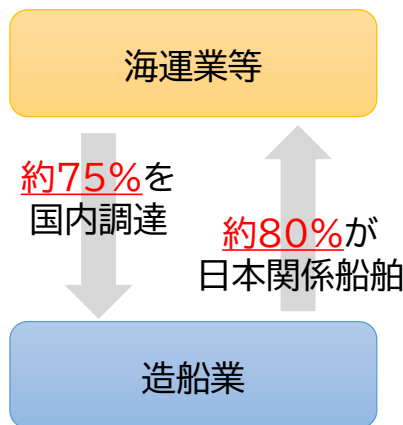 海運業等
約75%を
国内調達
約80%が
日本関係船舶
造船業